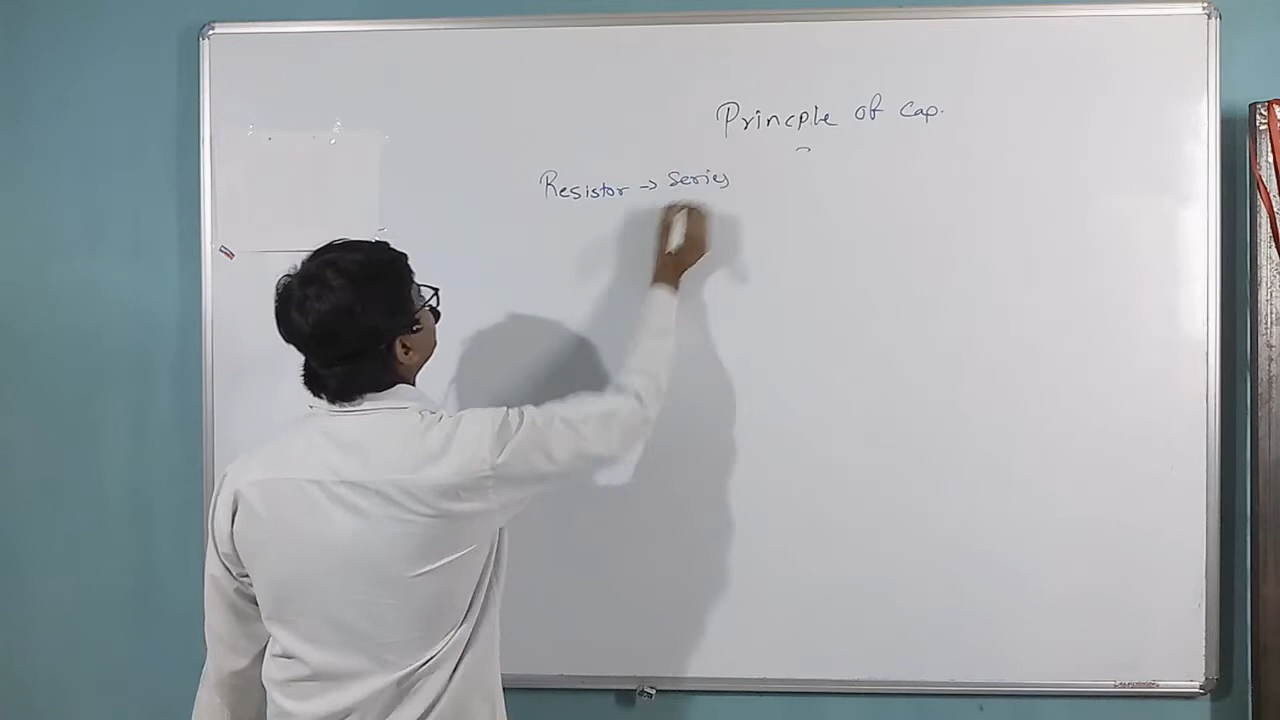 Princple of Cap.
Resistor → Series